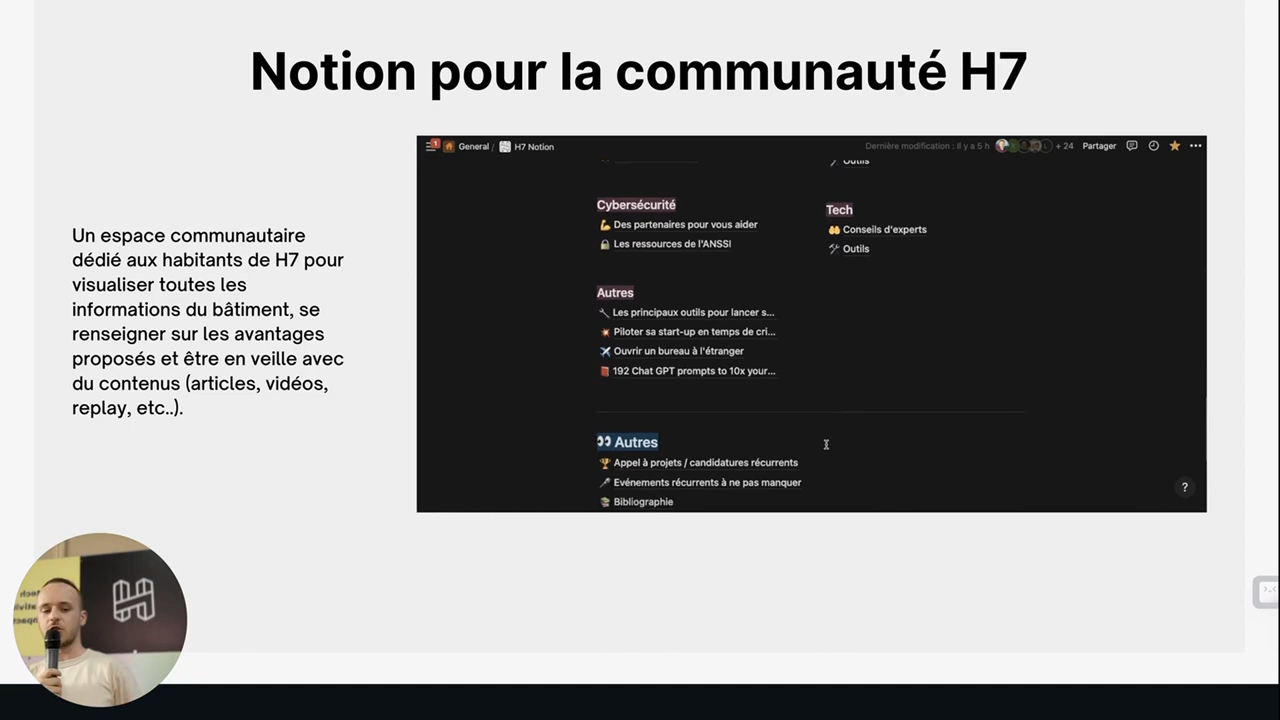 Notion pour la communauté H7
Un espace communautaire
dédié aux habitants de H7 pour
visualiser toutes les
informations du bâtiment, se
renseigner sur les avantages
proposés et être en veille avec
du contenus (articles, vidéos,
replay, etc..).
1
General / H7 Notion
Dernière modification : Il y a 5 h
+ 24
Partager
Outils
Cybersécurité
Des partenaires pour vous aider
Les ressources de l'ANSSI
Tech
Conseils d'experts
Outils
Autres
Les principaux outils pour lancer s...
Piloter sa start-up en temps de cri...
Ouvrir un bureau à l'étranger
192 Chat GPT prompts to 10x your...
Autres
Appel à projets / candidatures récurrents
Evénements récurrents à ne pas manquer
Bibliographie
?